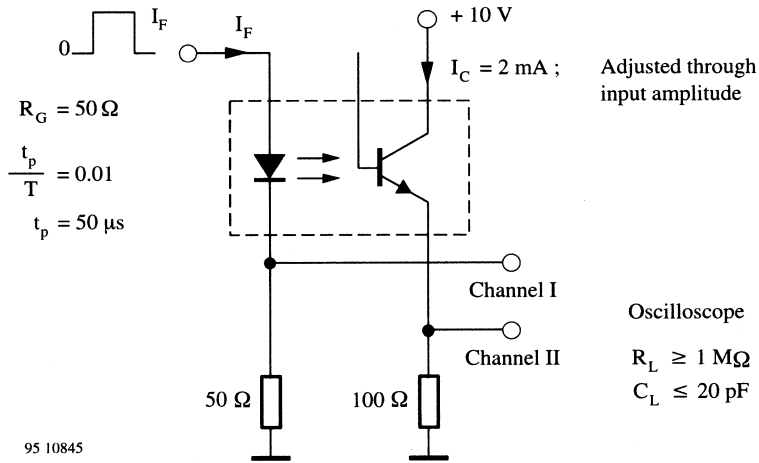 I_F
0
I_F
+ 10 V
I_C = 2 mA ;
Adjusted through
input amplitude
R_G = 50 Ω
t_p
T
= 0.01
t_p = 50 μs
Channel I
Channel II
Oscilloscope
R_L ≥ 1 MΩ
C_L ≤ 20 pF
50 Ω
100 Ω
95 10845